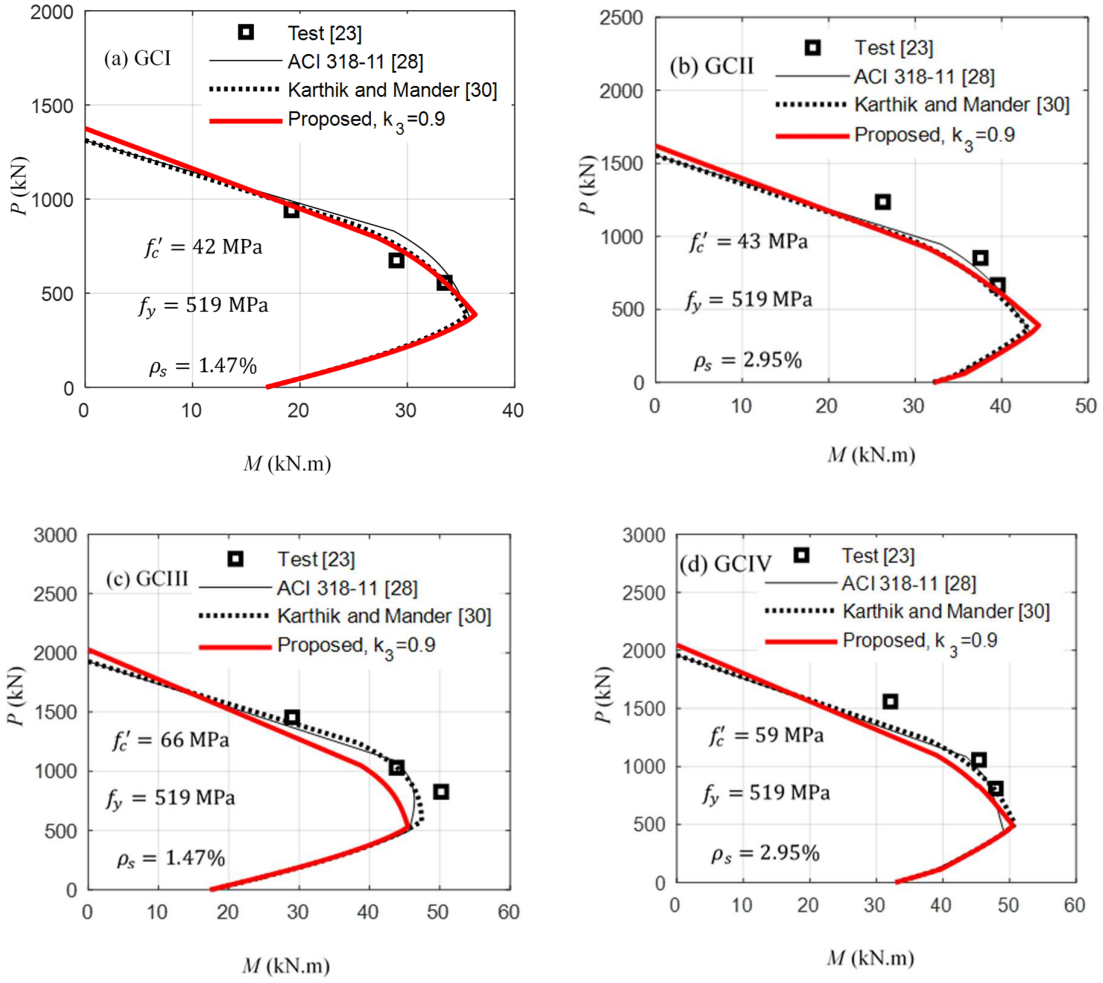 (a) GCI
Test [23]
ACI 318-11 [28]
Karthik and Mander [30]
Proposed, k₃=0.9
2000
1500
1000
500
0
P (kN)
f′c = 42 MPa
fy = 519 MPa
ρs = 1.47%
0 10 20 30 40
M (kN.m)
(b) GCII
Test [23]
ACI 318-11 [28]
Karthik and Mander [30]
Proposed, k₃=0.9
2500
2000
1500
1000
500
0
P (kN)
f′c = 43 MPa
fy = 519 MPa
ρs = 2.95%
0 10 20 30 40 50
M (kN.m)
(c) GCIII
Test [23]
ACI 318-11 [28]
Karthik and Mander [30]
Proposed, k₃=0.9
3000
2500
2000
1500
1000
500
0
P (kN)
f′c = 66 MPa
fy = 519 MPa
ρs = 1.47%
0 10 20 30 40 50 60
M (kN.m)
(d) GCIV
Test [23]
ACI 318-11 [28]
Karthik and Mander [30]
Proposed, k₃=0.9
3000
2500
2000
1500
1000
500
0
P (kN)
f′c = 59 MPa
fy = 519 MPa
ρs = 2.95%
0 10 20 30 40 50 60
M (kN.m)